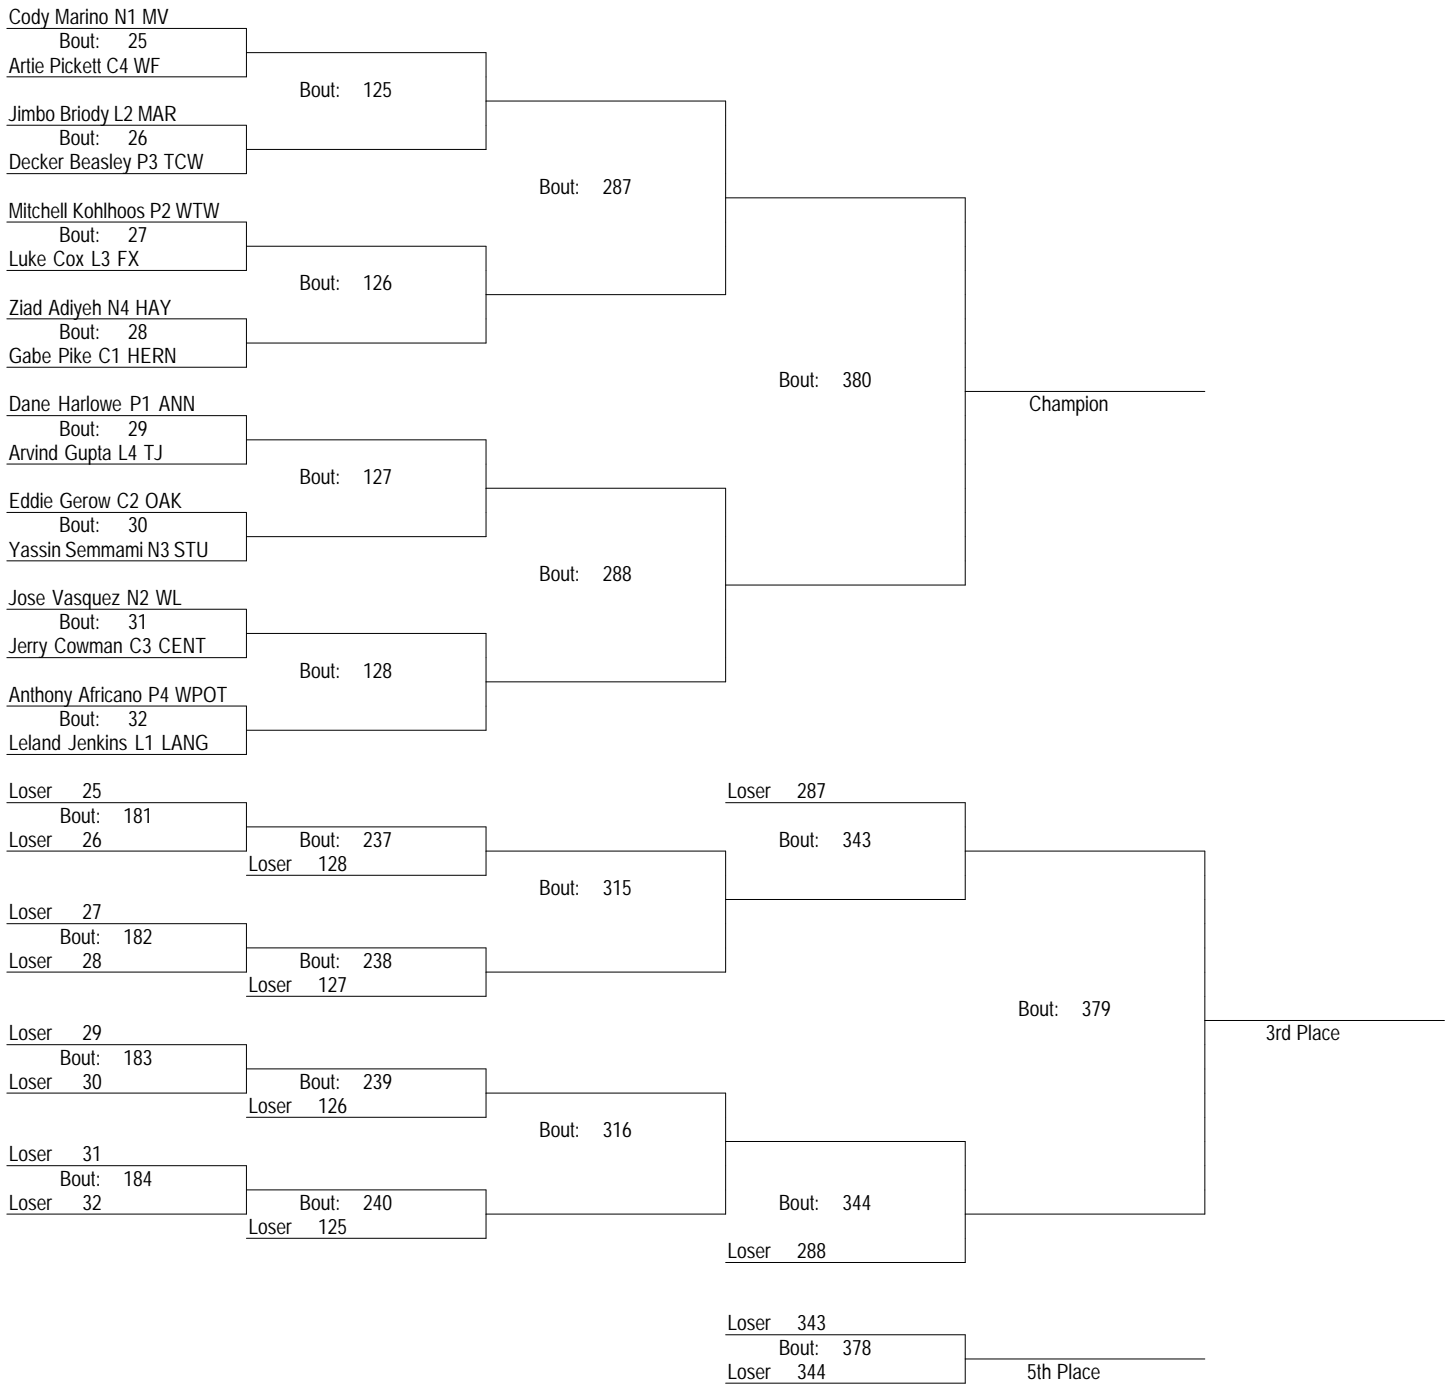 Cody Marino N1 MV
Bout: 25
Artie Pickett C4 WF
Bout: 125
Jimbo Briody L2 MAR
Bout: 26
Decker Beasley P3 TCW
Bout: 287
Mitchell Kohlhoos P2 WTW
Bout: 27
Luke Cox L3 FX
Bout: 126
Ziad Adiyeh N4 HAY
Bout: 28
Gabe Pike C1 HERN
Bout: 380
Champion
Dane Harlowe P1 ANN
Bout: 29
Arvind Gupta L4 TJ
Bout: 127
Eddie Gerow C2 OAK
Bout: 30
Yassin Semmami N3 STU
Bout: 288
Jose Vasquez N2 WL
Bout: 31
Jerry Cowman C3 CENT
Bout: 128
Anthony Africano P4 WPOT
Bout: 32
Leland Jenkins L1 LANG
Loser 25
Bout: 181
Loser 26
Bout: 237
Loser 128
Loser 287
Bout: 343
Bout: 315
Loser 27
Bout: 182
Loser 28
Bout: 238
Loser 127
Bout: 379
3rd Place
Loser 29
Bout: 183
Loser 30
Bout: 239
Loser 126
Bout: 316
Loser 31
Bout: 184
Loser 32
Bout: 240
Loser 125
Bout: 344
Loser 288
Loser 343
Bout: 378
Loser 344
5th Place